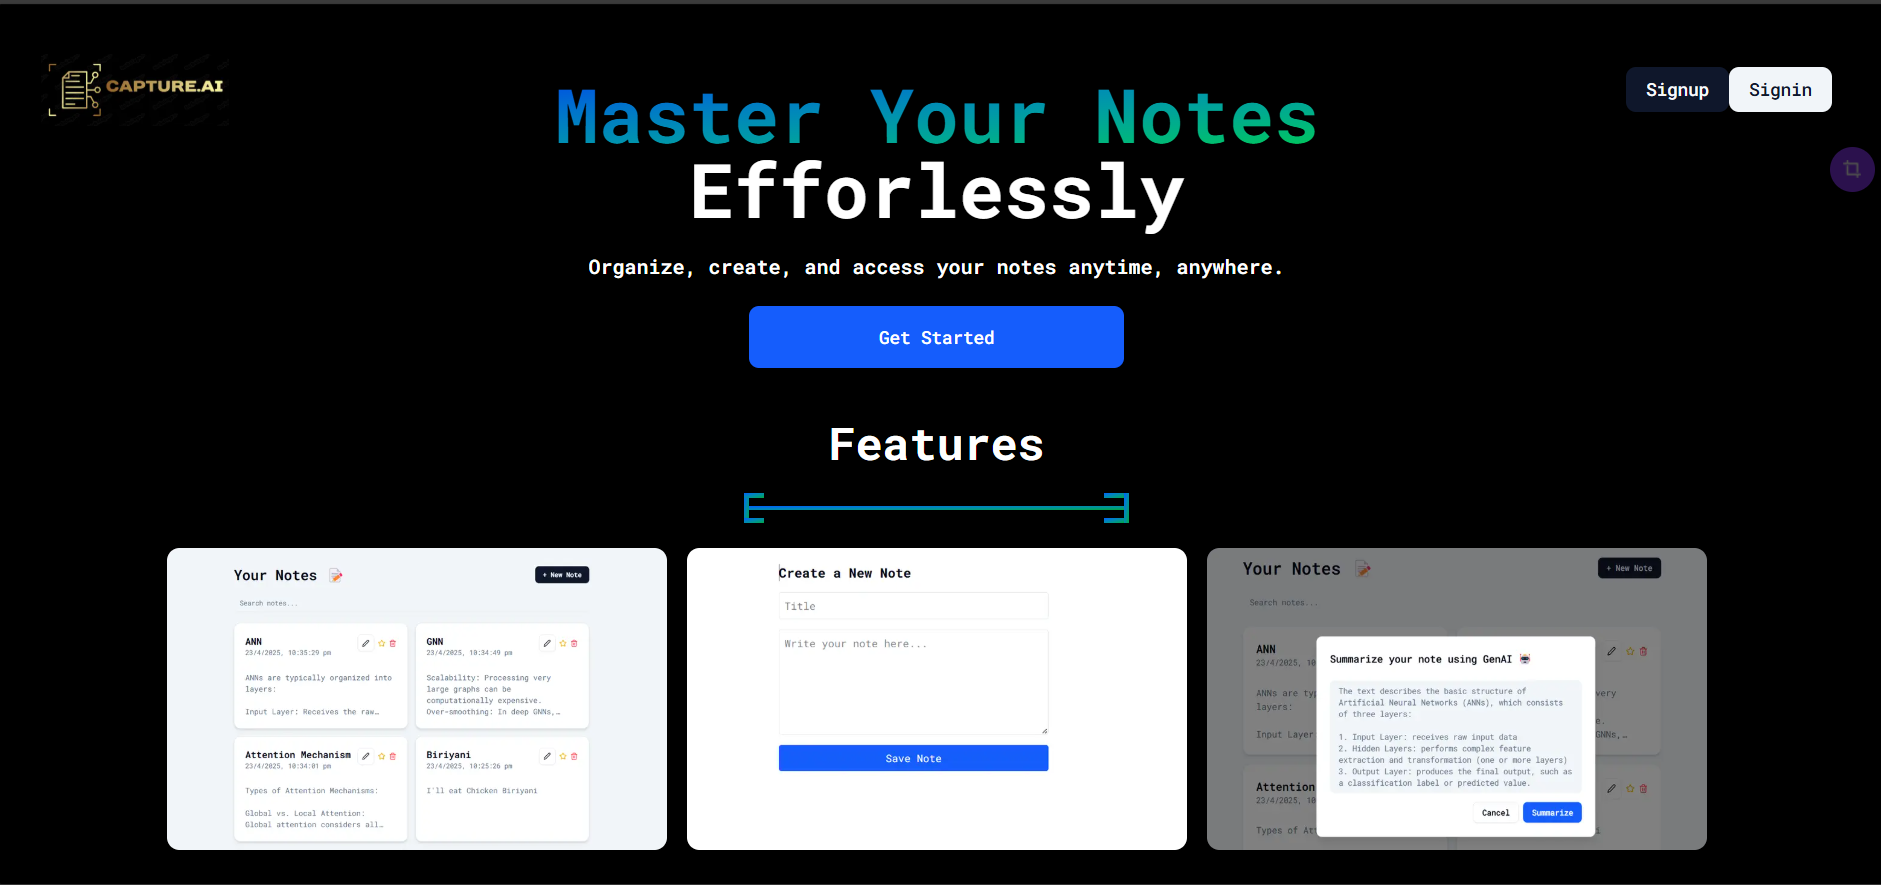 CAPTURE.AI
Signup
Signin
Master Your Notes
Efforlessly
Organize, create, and access your notes anytime, anywhere.
Get Started
Features
Your Notes
+ New Note
Search notes...
ANN
23/4/2025, 10:35:29 pm
ANNs are typically organized into
layers:
Input Layer: Receives the raw…
GNN
23/4/2025, 10:34:49 pm
Scalability: Processing very
large graphs can be
computationally expensive.
Over-smoothing: In deep GNNs,…
Attention Mechanism
23/4/2025, 10:34:01 pm
Types of Attention Mechanisms:
Global vs. Local Attention:
Global attention considers all…
Biriyani
23/4/2025, 10:25:26 pm
I'll eat Chicken Biriyani
Create a New Note
Title
Write your note here...
Save Note
Your Notes
+ New Note
Search notes...
ANN
23/4/2025, 10
ANNs are typ
layers:
Input Layer
very
e.
GNNs,…
Attention
23/4/2025, 10
Types of At
i
Summarize your note using GenAI
The text describes the basic structure of
Artificial Neural Networks (ANNs), which consists
of three layers:
1. Input Layer: receives raw input data
2. Hidden Layers: performs complex feature
extraction and transformation (one or more layers)
3. Output Layer: produces the final output, such as
a classification label or predicted value.
Cancel
Summarize